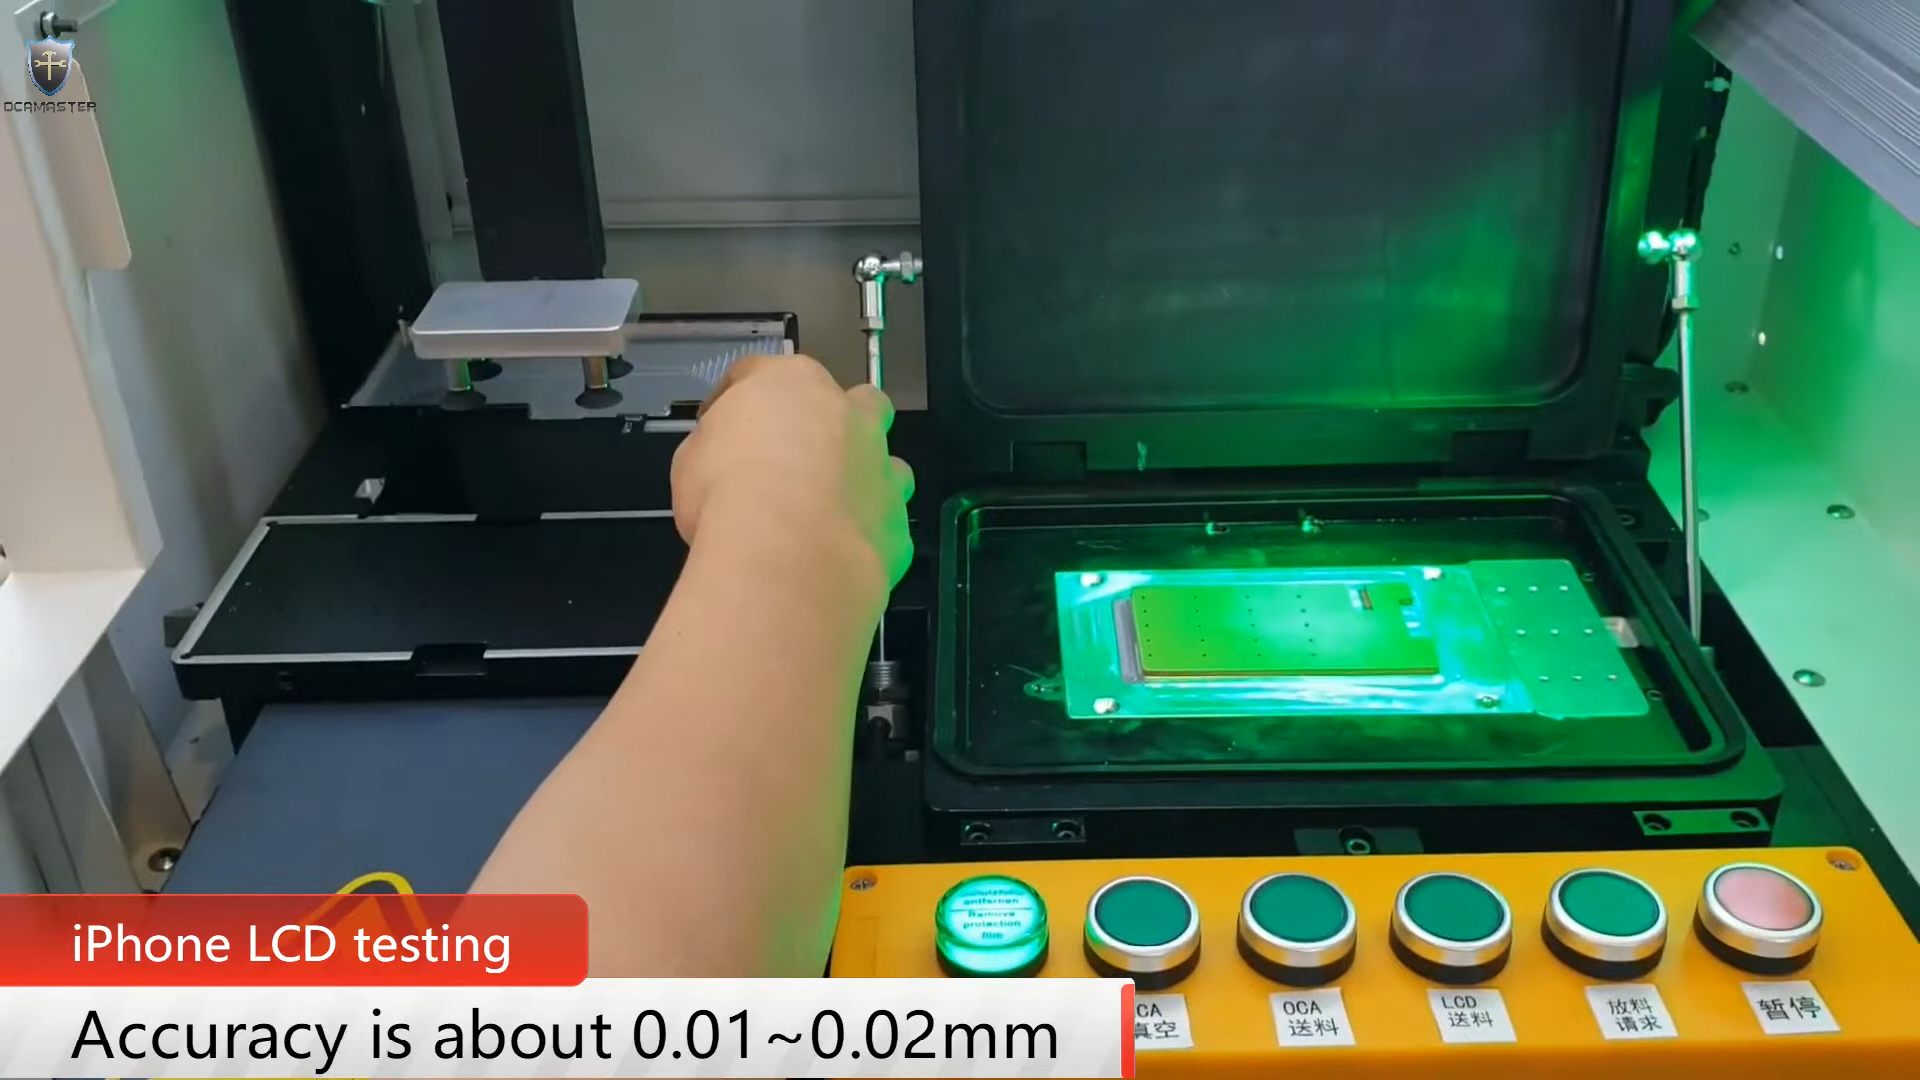 OCAMASTER
iPhone LCD testing
Accuracy is about 0.01~0.02mm
entfernen
Remove
protection
film
CA
真空
OCA
送料
LCD
送料
放料
请求
暂停